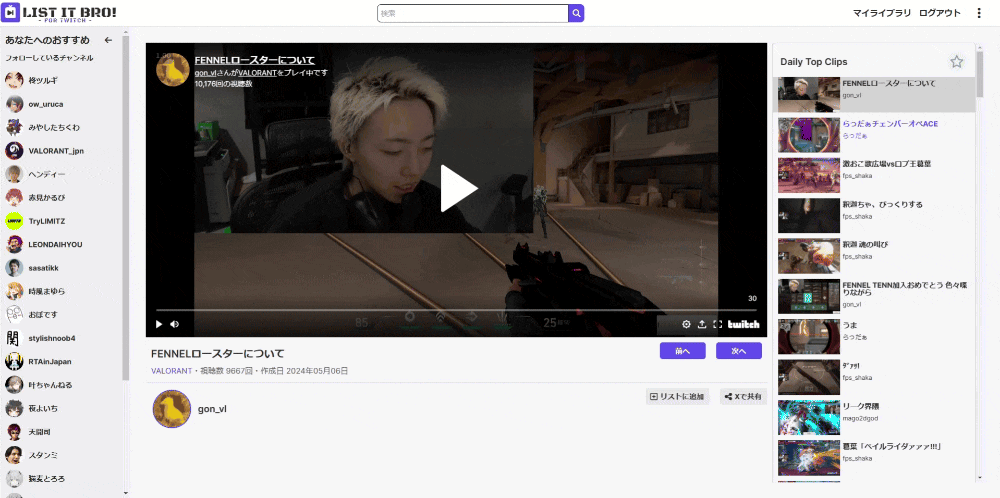 LIST IT BRO!
- FOR TWITCH -
検索
マイライブラリ ログアウト
あなたへのおすすめ ←
フォローしているチャンネル
柊ツルギ
ow_uruca
みやしたちくわ
VALORANT_jpn
ヘンディー
赤見かるび
TryLIMITZ
LEONDAIHYOU
sasatikk
時風まゆら
おぼです
stylishnoob4
RTAinJapan
叶ちゃんねる
夜よいち
天開司
スタンミ
猫麦とろろ
FENNELロースターについて
gon_vlさんがVALORANTをプレイ中です
10,176回の視聴数
85
25
30
twitch
FENNELロースターについて
前へ
次へ
VALORANT・視聴数 9667回・作成日 2024年05月06日
gon_vl
リストに追加
Xで共有
Daily Top Clips
FENNELロースターについて
gon_vl
らっだぁチェンバーオペACE
らっだぁ
激おこ歌広場vsロブ王葛葉
fps_shaka
釈迦ちゃ、びっくりする
fps_shaka
釈迦 魂の叫び
fps_shaka
FENNEL TENN加入おめでとう 色々喋
りながら
gon_vl
うま
らっだぁ
ﾃﾞｧﾂ!
fps_shaka
リーク界隈
mago2dgod
葛葉「ベイルライダァァァ!!!」
fps_shaka